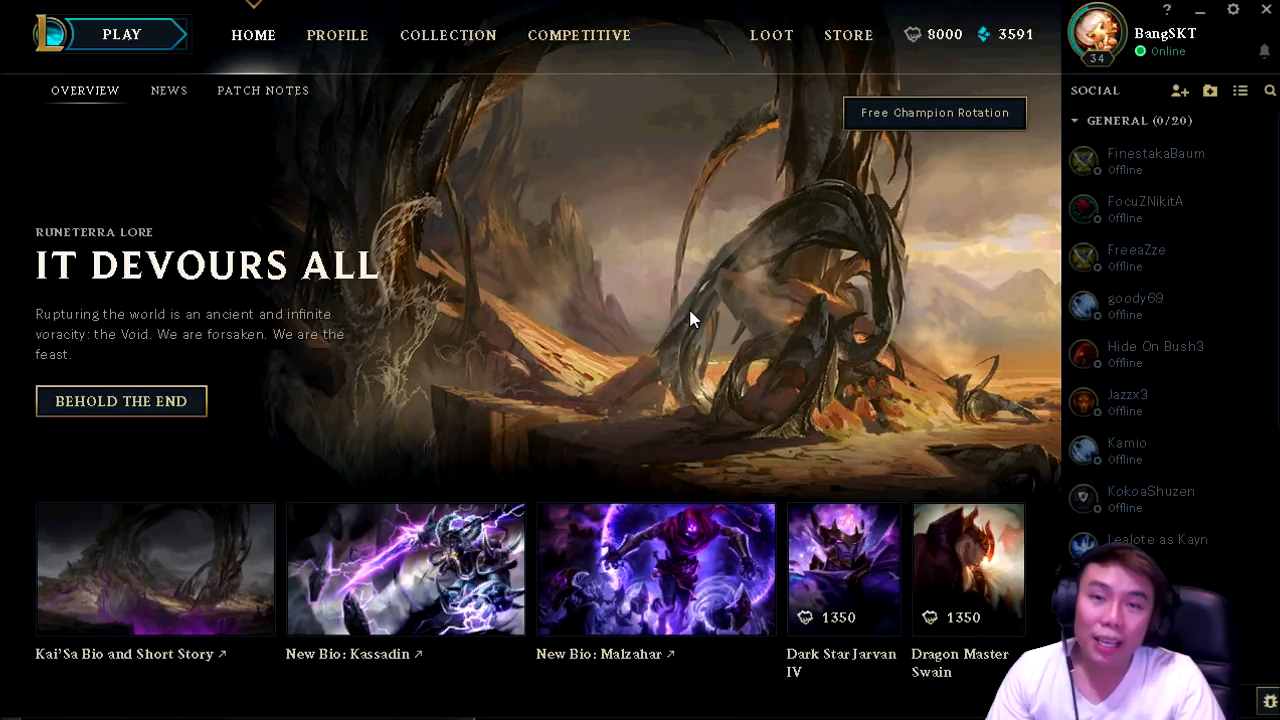 PLAY
HOME
PROFILE
COLLECTION
COMPETITIVE
LOOT
STORE
8000
3591
?
34
BangSKT
Online
OVERVIEW
NEWS
PATCH NOTES
Free Champion Rotation
SOCIAL
GENERAL (0/20)
FinestakaBaum
Offline
FocuZNikitA
Offline
FreeaZze
Offline
goody69
Offline
Hide On Bush3
Offline
Jazzx3
Offline
Kamio
Offline
KokoaShuzen
Offline
Lealote as Kayn
RUNETERRA LORE
IT DEVOURS ALL
Rupturing the world is an ancient and infinite
voracity: the Void. We are forsaken. We are the
feast.
BEHOLD THE END
1350
1350
Kai'Sa Bio and Short Story ↗
New Bio: Kassadin ↗
New Bio: Malzahar ↗
Dark Star Jarvan
IV
Dragon Master
Swain